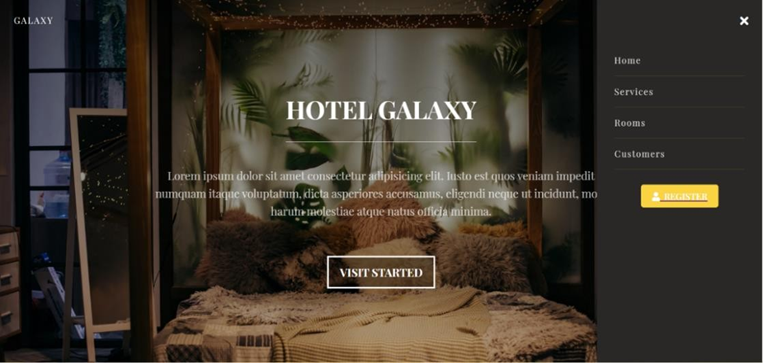 GALAXY
HOTEL GALAXY
Lorem ipsum dolor sit amet consectetur adipisicing elit. Iusto est quos veniam impedit
numquam itaque voluptatum, dicta asperiores accusamus, eligendi neque ut incidunt, mo
harum molestiae atque natus officia minima.
VISIT STARTED
Home
Services
Rooms
Customers
REGISTER